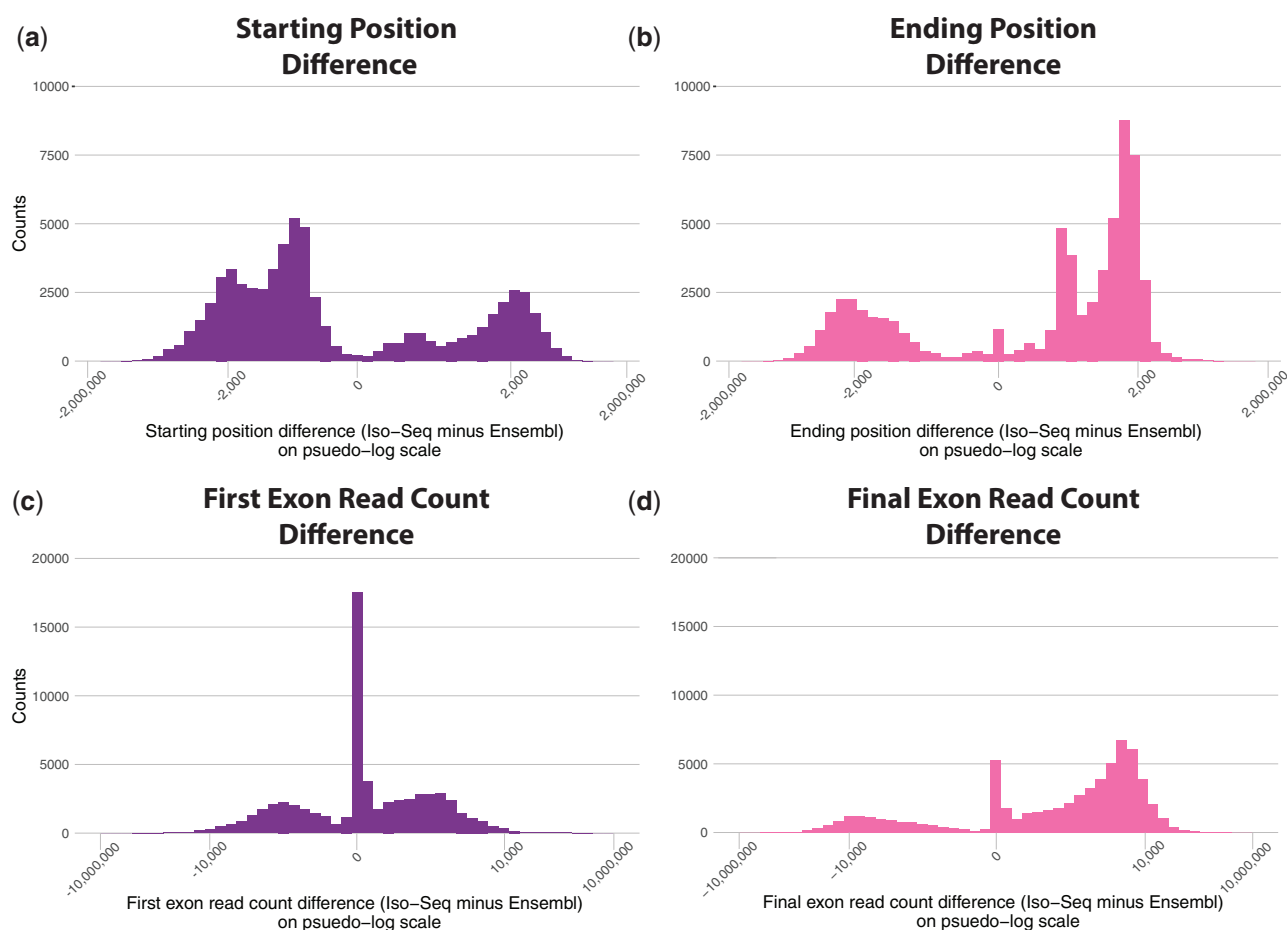 (a)
Starting Position
Difference
10000
7500
5000
2500
0
Counts
-2,000,000
-2,000
0
2,000
2,000,000
Starting position difference (Iso−Seq minus Ensembl)
on psuedo−log scale
(b)
Ending Position
Difference
10000
7500
5000
2500
0
-2,000,000
-2,000
0
2,000
2,000,000
Ending position difference (Iso−Seq minus Ensembl)
on psuedo−log scale
(c)
First Exon Read Count
Difference
20000
15000
10000
5000
0
Counts
-10,000,000
-10,000
0
10,000
10,000,000
First exon read count difference (Iso−Seq minus Ensembl)
on psuedo−log scale
(d)
Final Exon Read Count
Difference
20000
15000
10000
5000
0
−10,000,000
−10,000
0
10,000
10,000,000
Final exon read count difference (Iso−Seq minus Ensembl)
on psuedo−log scale